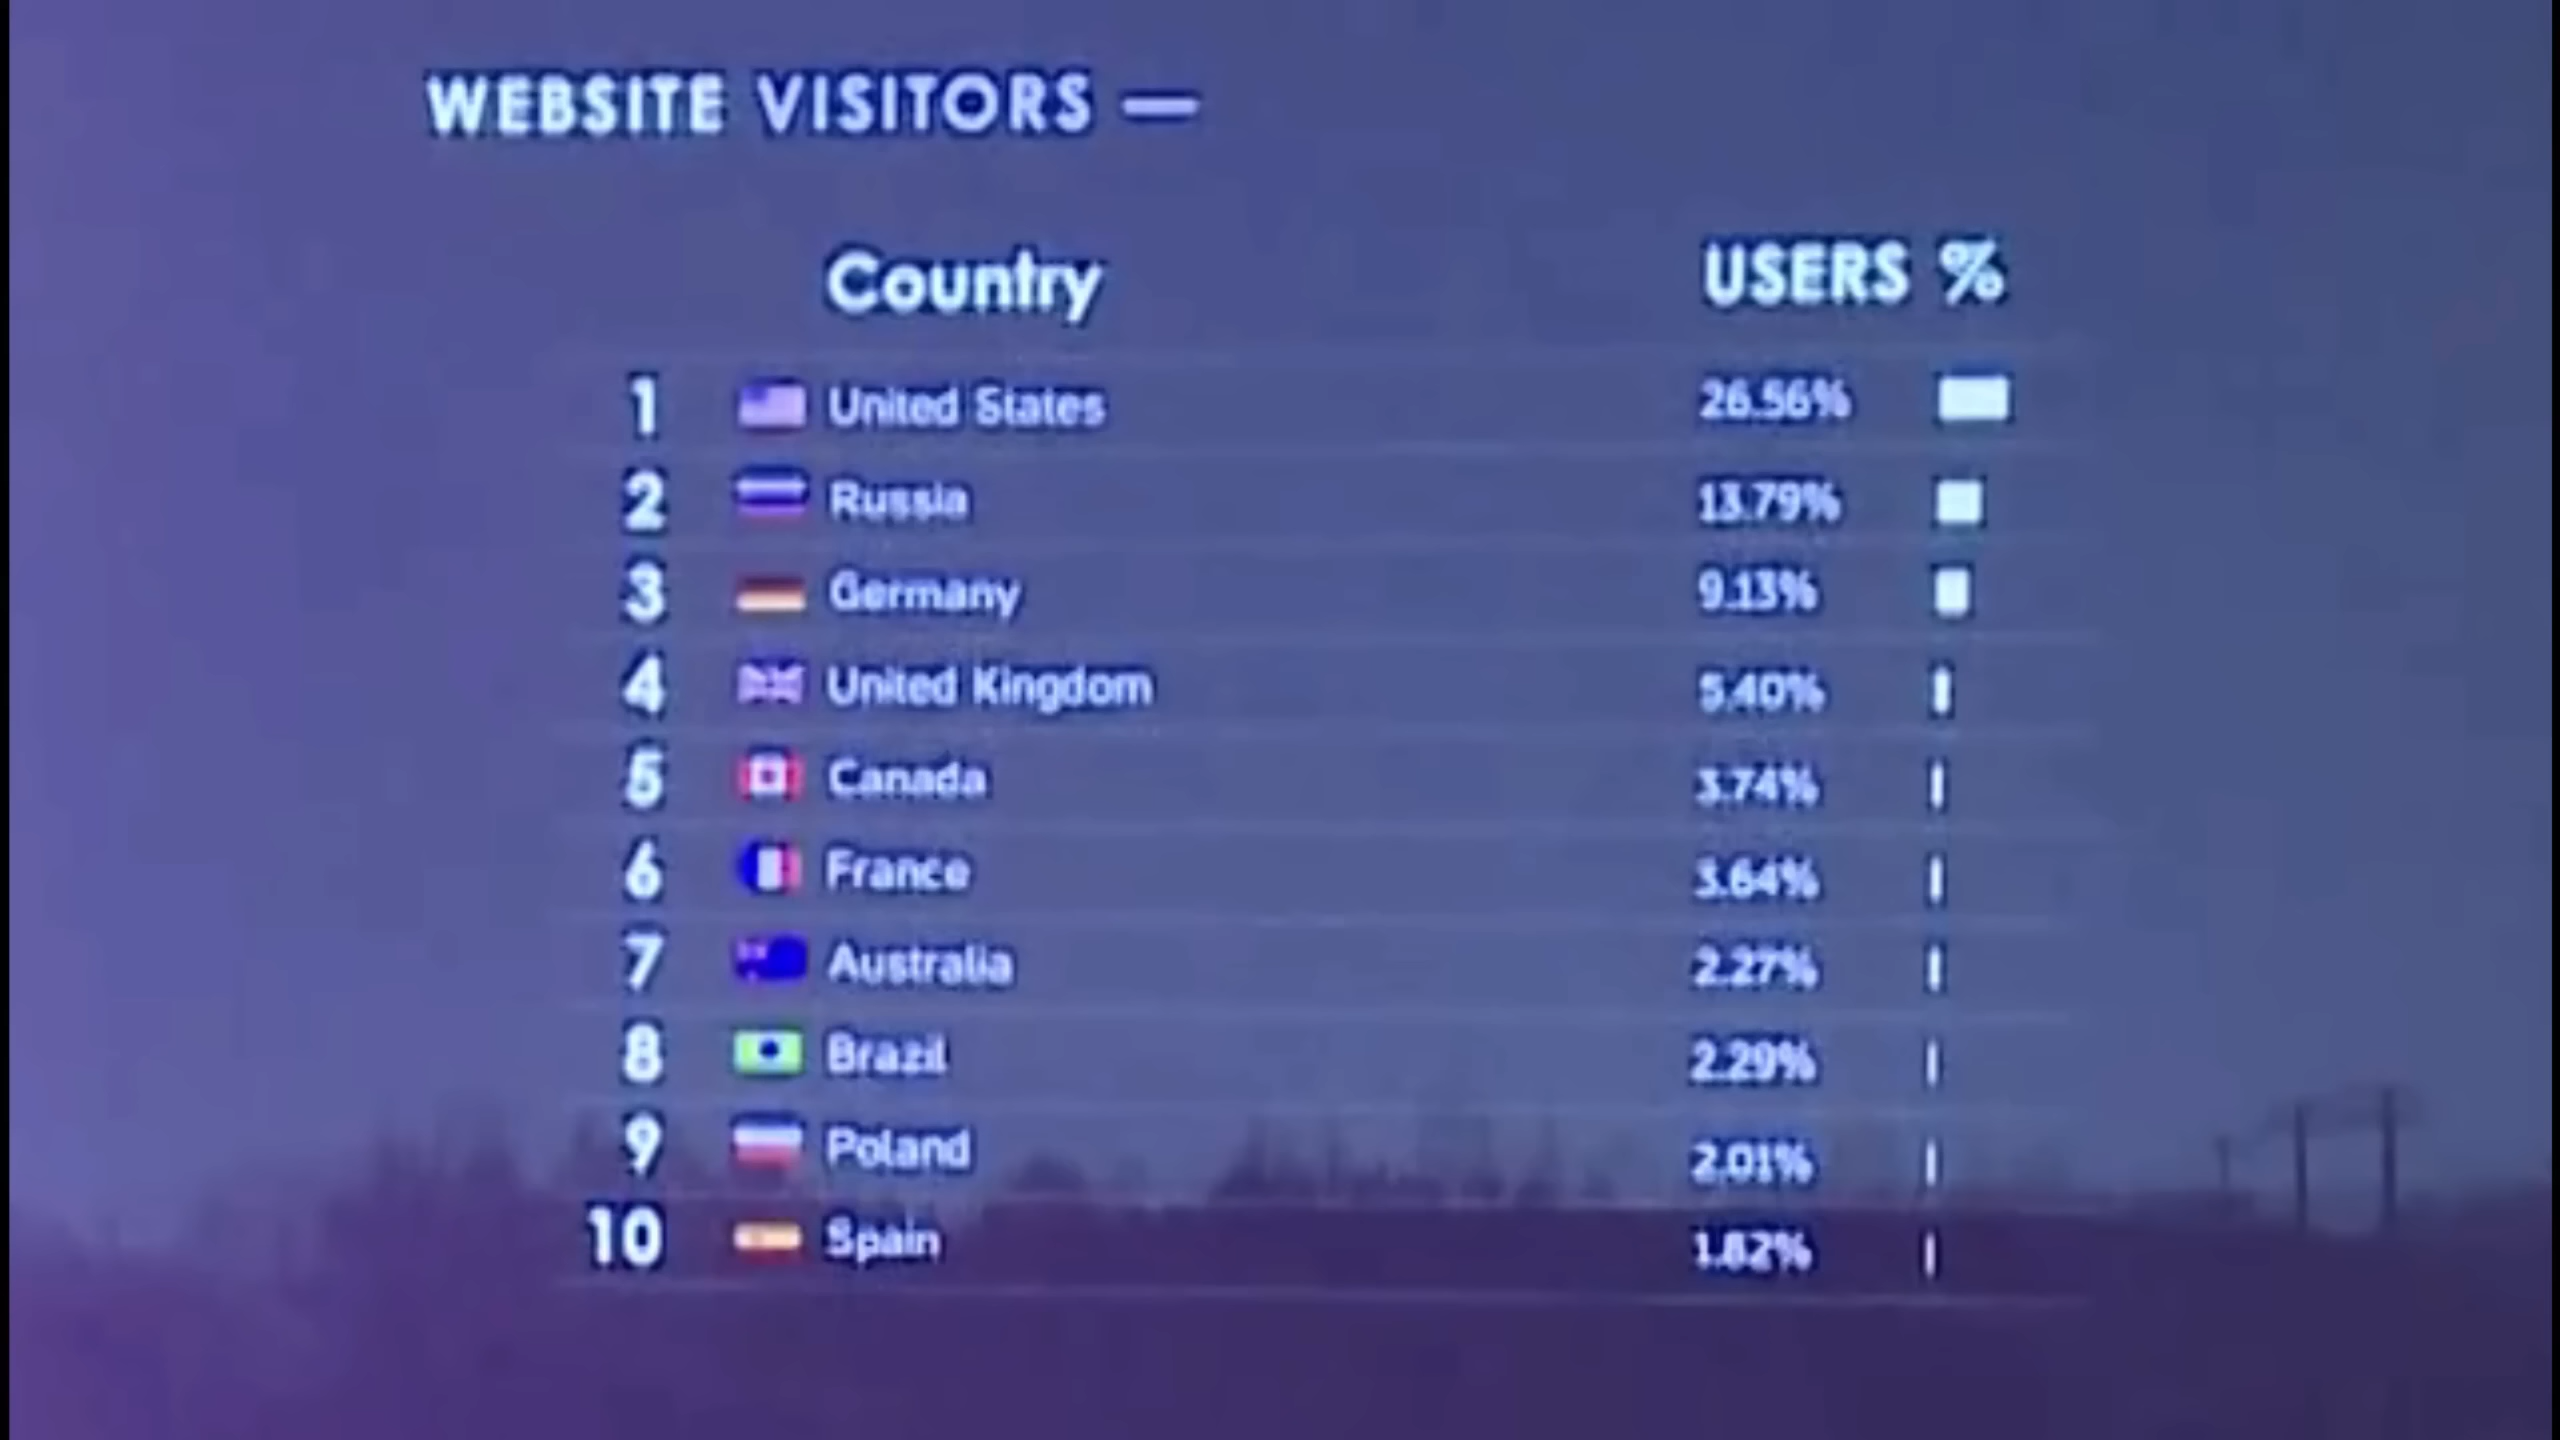 WEBSITE VISITORS —
Country USERS %
1 United States 26.56%
2 Russia 13.79%
3 Germany 9.13%
4 United Kingdom 5.40%
5 Canada 3.74%
6 France 3.64%
7 Australia 2.27%
8 Brazil 2.29%
9 Poland 2.01%
10 Spain 1.82%